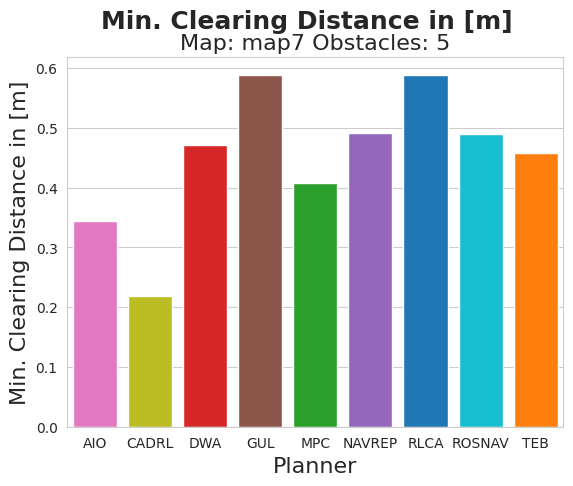 Min. Clearing Distance in [m]
Map: map7 Obstacles: 5
Min. Clearing Distance in [m]
0.6
0.5
0.4
0.3
0.2
0.1
0.0
AIO CADRL DWA GUL MPC NAVREP RLCA ROSNAV TEB
Planner